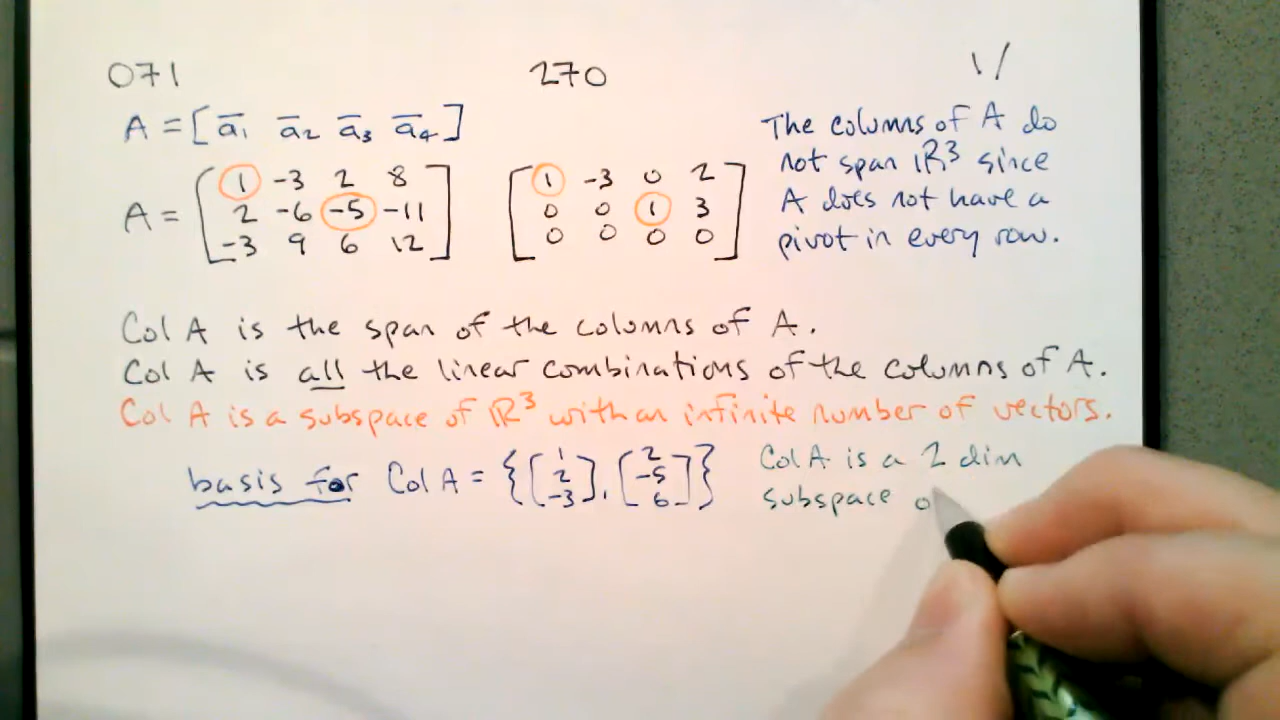 071 270 1/
A = [ a̅₁ a̅₂ a̅₃ a̅₄ ]
A = [ 1 -3 2 8
2 -6 -5 -11
-3 9 6 12 ]
[ 1 -3 0 2
0 0 1 3
0 0 0 0 ]
The columns of A do
not span ℝ³ since
A does not have a
pivot in every row.
Col A is the span of the columns of A.
Col A is all the linear combinations of the columns of A.
Col A is a subspace of ℝ³ with an infinite number of vectors.
basis for Col A = { [ 1 2 -3 ], [ 2 -5 6 ] }
Col A is a 2 dim
subspace o